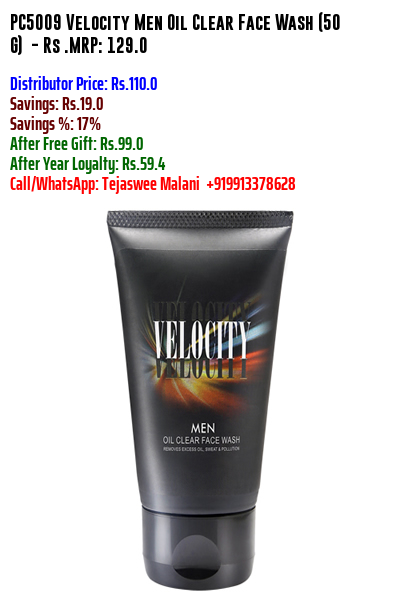 PC5009 Velocity Men Oil Clear Face Wash (50
G)  - Rs .MRP: 129.0
Distributor Price: Rs.110.0
Savings: Rs.19.0
Savings %: 17%
After Free Gift: Rs.99.0
After Year Loyalty: Rs.59.4
Call/WhatsApp: Tejaswee Malani  +919913378628
VELOCITY
MEN
OIL CLEAR FACE WASH
REMOVES EXCESS OIL, SWEAT & POLLUTION